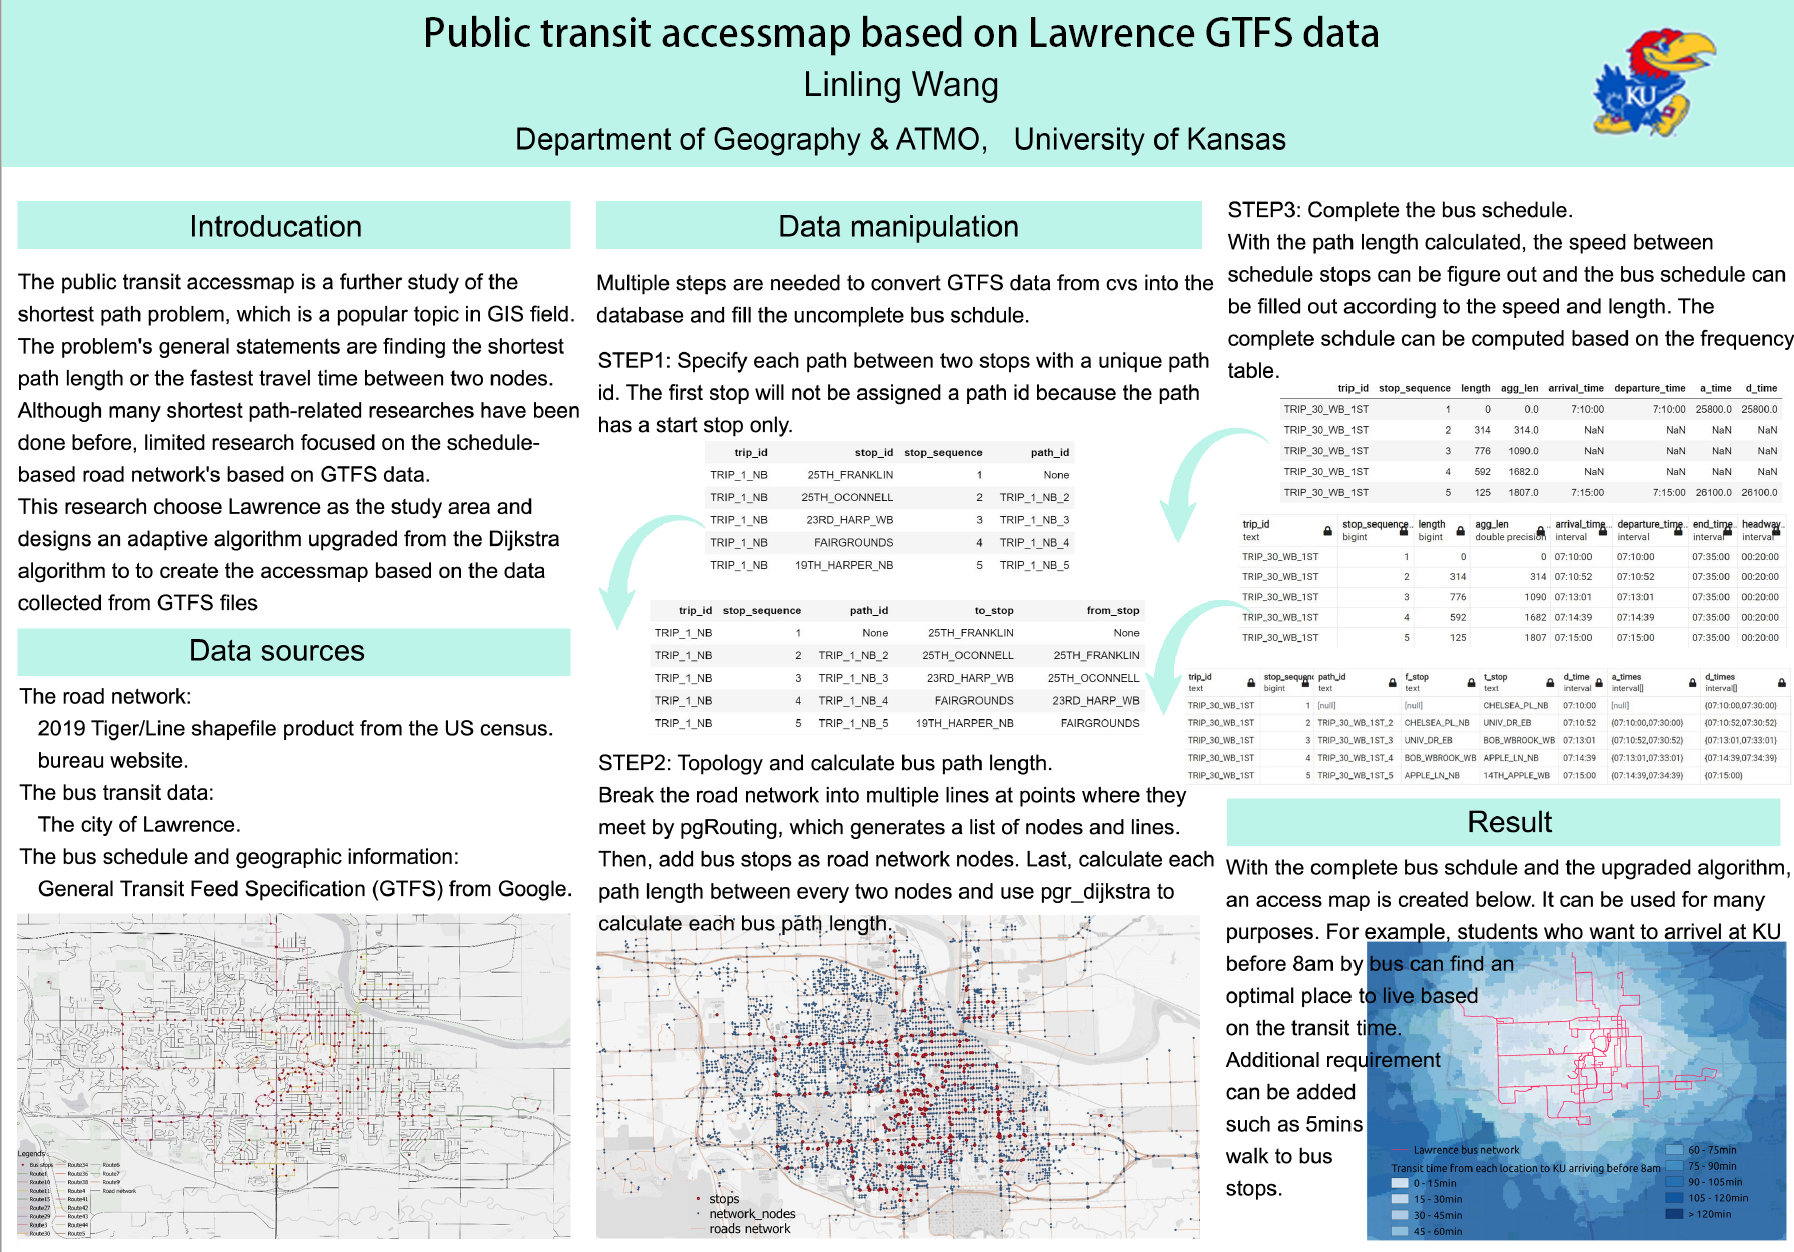 Public transit accessmap based on Lawrence GTFS data
Linling Wang
Department of Geography & ATMO, University of Kansas
KU
Introducation
The public transit accessmap is a further study of the
shortest path problem, which is a popular topic in GIS field.
The problem's general statements are finding the shortest
path length or the fastest travel time between two nodes.
Although many shortest path-related researches have been
done before, limited research focused on the schedule-
based road network's based on GTFS data.
This research choose Lawrence as the study area and
designs an adaptive algorithm upgraded from the Dijkstra
algorithm to to create the accessmap based on the data
collected from GTFS files
Data sources
The road network:
2019 Tiger/Line shapefile product from the US census.
bureau website.
The bus transit data:
The city of Lawrence.
The bus schedule and geographic information:
General Transit Feed Specification (GTFS) from Google.
Legends
Bus stops Route34 Route6
Route1 Route36 Route7
Route10 Route38 Route9
Route11 Route4 Road network
Route15 Route41
Route27 Route42
Route29 Route43
Route3 Route44
Route30 Route5
Data manipulation
Multiple steps are needed to convert GTFS data from cvs into the
database and fill the uncomplete bus schdule.
STEP1: Specify each path between two stops with a unique path
id. The first stop will not be assigned a path id because the path
has a start stop only.
trip_id stop_id stop_sequence path_id
TRIP_1_NB 25TH_FRANKLIN 1 None
TRIP_1_NB 25TH_OCONNELL 2 TRIP_1_NB_2
TRIP_1_NB 23RD_HARP_WB 3 TRIP_1_NB_3
TRIP_1_NB FAIRGROUNDS 4 TRIP_1_NB_4
TRIP_1_NB 19TH_HARPER_NB 5 TRIP_1_NB_5
trip_id stop_sequence path_id to_stop from_stop
TRIP_1_NB 1 None 25TH_FRANKLIN None
TRIP_1_NB 2 TRIP_1_NB_2 25TH_OCONNELL 25TH_FRANKLIN
TRIP_1_NB 3 TRIP_1_NB_3 23RD_HARP_WB 25TH_OCONNELL
TRIP_1_NB 4 TRIP_1_NB_4 FAIRGROUNDS 23RD_HARP_WB
TRIP_1_NB 5 TRIP_1_NB_5 19TH_HARPER_NB FAIRGROUNDS
STEP2: Topology and calculate bus path length.
Break the road network into multiple lines at points where they
meet by pgRouting, which generates a list of nodes and lines.
Then, add bus stops as road network nodes. Last, calculate each
path length between every two nodes and use pgr_dijkstra to
calculate each bus path length.
stops
network_nodes
roads network
STEP3: Complete the bus schedule.
With the path length calculated, the speed between
schedule stops can be figure out and the bus schedule can
be filled out according to the speed and length. The
complete schdule can be computed based on the frequency
table.
trip_id stop_sequence length agg_len arrival_time departure_time a_time d_time
TRIP_30_WB_1ST 1 0 0.0 7:10:00 7:10:00 25800.0 25800.0
TRIP_30_WB_1ST 2 314 314.0 NaN NaN NaN NaN
TRIP_30_WB_1ST 3 776 1090.0 NaN NaN NaN NaN
TRIP_30_WB_1ST 4 592 1682.0 NaN NaN NaN NaN
TRIP_30_WB_1ST 5 125 1807.0 7:15:00 7:15:00 26100.0 26100.0
trip_id stop_sequence.. length agg_len .. arrival_time.. departure_time.. end_time.. headway..
text bigint bigint double precision interval interval interval interval
TRIP_30_WB_1ST 1 0 0 07:10:00 07:10:00 07:35:00 00:20:00
TRIP_30_WB_1ST 2 314 314 07:10:52 07:10:52 07:35:00 00:20:00
TRIP_30_WB_1ST 3 776 1090 07:13:01 07:13:01 07:35:00 00:20:00
TRIP_30_WB_1ST 4 592 1682 07:14:39 07:14:39 07:35:00 00:20:00
TRIP_30_WB_1ST 5 125 1807 07:15:00 07:15:00 07:35:00 00:20:00
trip_id stop_sequenc path_id f_stop t_stop d_time a_times d_times
text bigint text text text interval interval[] interval[]
TRIP_30_WB_1ST 1 [null] [null] CHELSEA_PL_NB 07:10:00 [null] {07:10:00,07:30:00}
TRIP_30_WB_1ST 2 TRIP_30_WB_1ST_2 CHELSEA_PL_NB UNIV_DR_EB 07:10:52 {07:10:00,07:30:00} {07:10:52,07:30:52}
TRIP_30_WB_1ST 3 TRIP_30_WB_1ST_3 UNIV_DR_EB BOB_WBROOK_WB 07:13:01 {07:10:52,07:30:52} {07:13:01,07:33:01}
TRIP_30_WB_1ST 4 TRIP_30_WB_1ST_4 BOB_WBROOK_WB APPLE_LN_NB 07:14:39 {07:13:01,07:33:01} {07:14:39,07:34:39}
TRIP_30_WB_1ST 5 TRIP_30_WB_1ST_5 APPLE_LN_NB 14TH_APPLE_WB 07:15:00 {07:14:39,07:34:39} {07:15:00}
Result
With the complete bus schdule and the upgraded algorithm,
an access map is created below. It can be used for many
purposes. For example, students who want to arrivel at KU
before 8am by bus can find an
optimal place to live based
on the transit time.
Additional requirement
can be added
such as 5mins
walk to bus
stops.
Lawrence bus network
Transit time from each location to KU arriving before 8am
0 - 15min
15 - 30min
30 - 45min
45 - 60min
60 - 75min
75 - 90min
90 - 105min
105 - 120min
> 120min